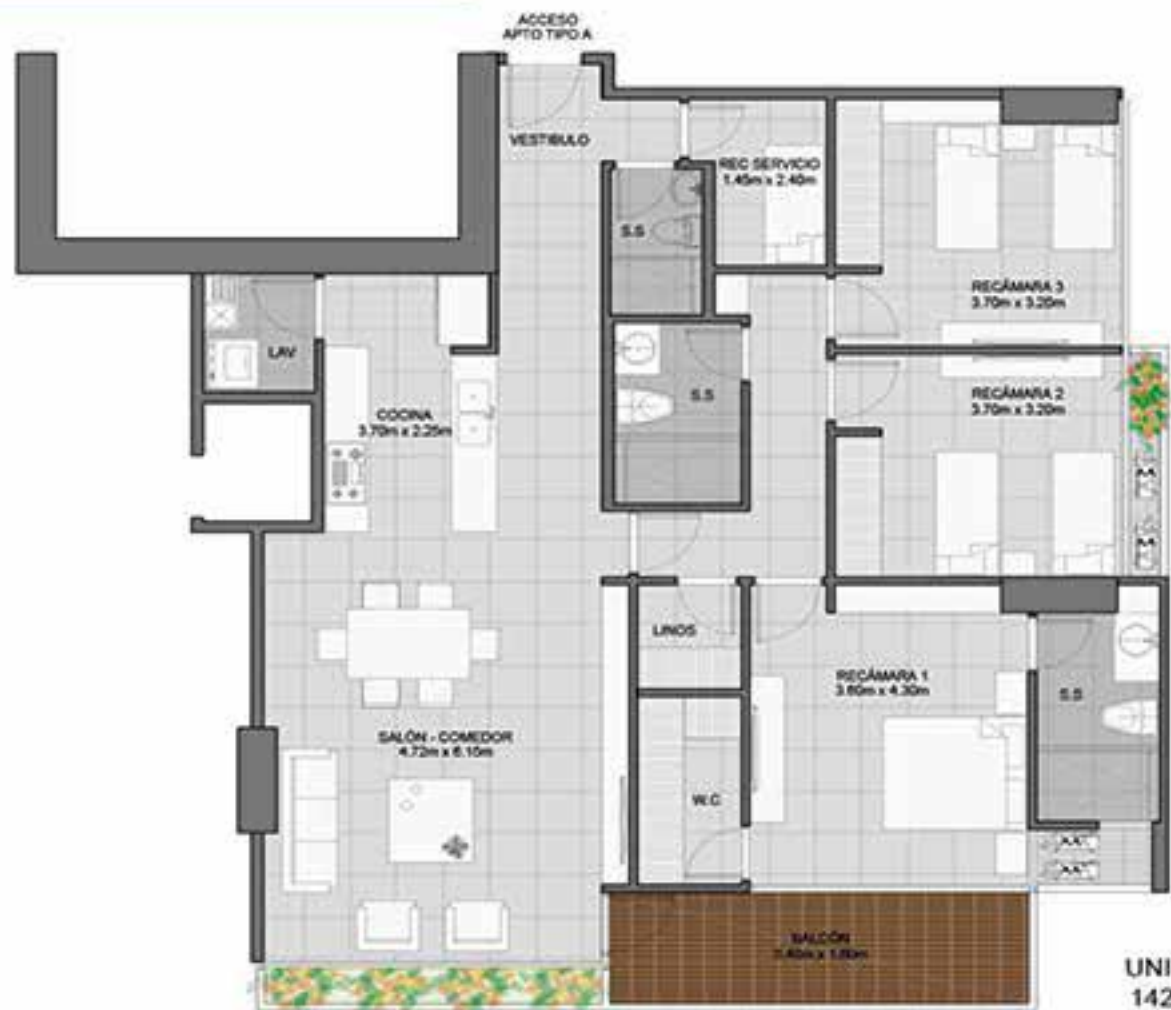 ACCESO
APTO TIPO A
VESTIBULO
REC SERVICIO
1.45m x 2.40m
S.S
RECÁMARA 3
3.70m x 3.20m
LAV
S.S
RECÁMARA 2
3.70m x 3.20m
COCINA
3.70m x 2.25m
LINOS
RECÁMARA 1
3.60m x 4.30m
S.S
SALÓN - COMEDOR
4.72m x 6.15m
W.C
BALCÓN
UNI
142